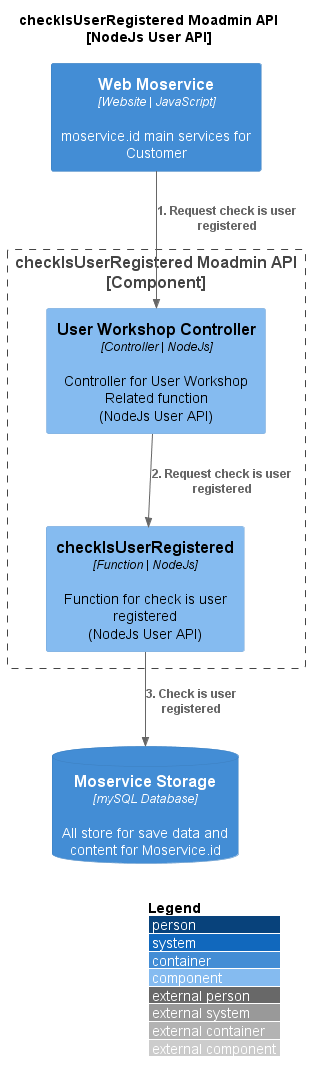 checkIsUserRegistered Moadmin API
[NodeJs User API]
Web Moservice
[Website | JavaScript]
moservice.id main services for
Customer
1. Request check is user
registered
checkIsUserRegistered Moadmin API
[Component]
User Workshop Controller
[Controller | NodeJs]
Controller for User Workshop
Related function
(NodeJs User API)
2. Request check is user
registered
checkIsUserRegistered
[Function | NodeJs]
Function for check is user
registered
(NodeJs User API)
3. Check is user
registered
Moservice Storage
[mySQL Database]
All store for save data and
content for Moservice.id
Legend
person
system
container
component
external person
external system
external container
external component